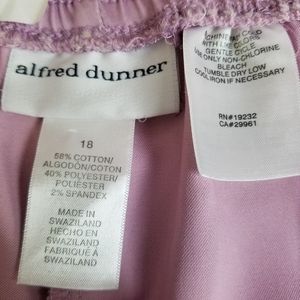 alfred dunner
18
58% COTTON/
ALGODÓN/COTON
40% POLYESTER/
POLIÉSTER
2% SPANDEX
MADE IN
SWAZILAND
HECHO EN
SWAZILAND
FABRIQUÉ À
SWAZILAND
WITH LIKE COLORS
GENTLE CYCLE
ONLY NON-CHLORINE
BLEACH
TUMBLE DRY LOW
COOL IRON IF NECESSARY
RN#19232
CA#29961